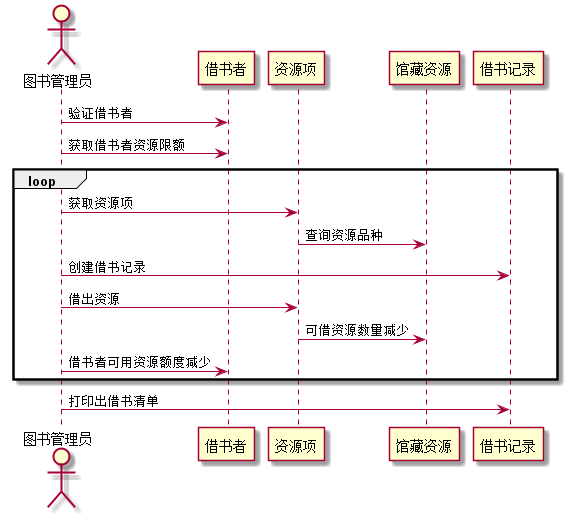 图书管理员
借书者
资源项
馆藏资源
借书记录
验证借书者
获取借书者资源限额
loop
获取资源项
查询资源品种
创建借书记录
借出资源
可借资源数量减少
借书者可用资源额度减少
打印出借书清单
图书管理员
借书者
资源项
馆藏资源
借书记录